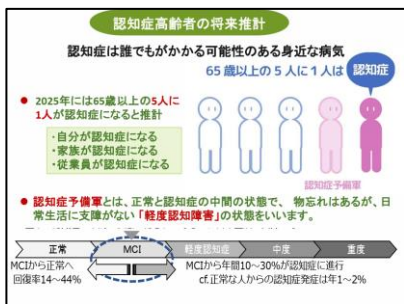 認知症高齢者の将来推計
認知症は誰でもがかかる可能性のある身近な病気
65歳以上の5人に1人は
認知症
● 2025年には65歳以上の5人に
1人が認知症になると推計
・自分が認知症になる
・家族が認知症になる
・従業員が認知症になる
認知症予備軍
● 認知症予備軍とは、正常と認知症の中間の状態で、物忘れはあるが、日
常生活に支障がない「軽度認知障害」の状態をいいます。
正常
MCI
軽度認知症
中度
重度
MCIから正常へ
回復率14~44%
MCIから年間10~30%が認知症に進行
cf.正常な人からの認知症発症は年1~2%